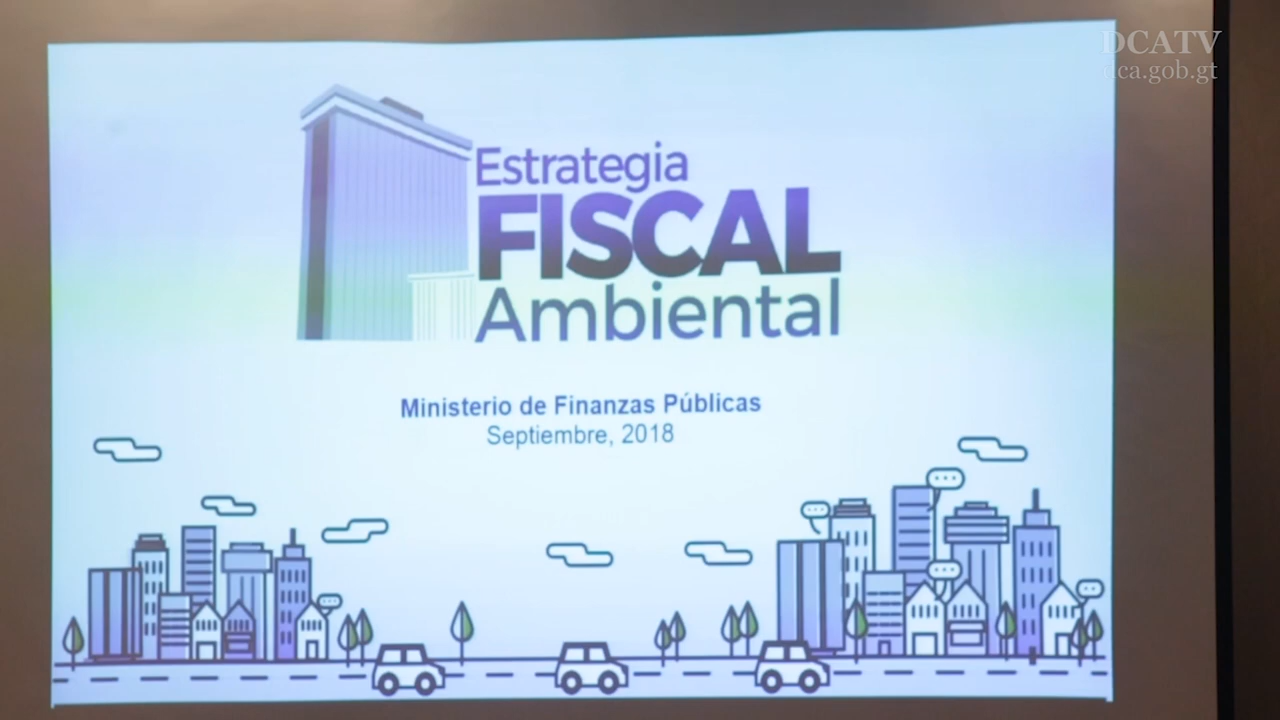 DCATV
dca.gob.gt
Estrategia
FISCAL
Ambiental
Ministerio de Finanzas Públicas
Septiembre, 2018